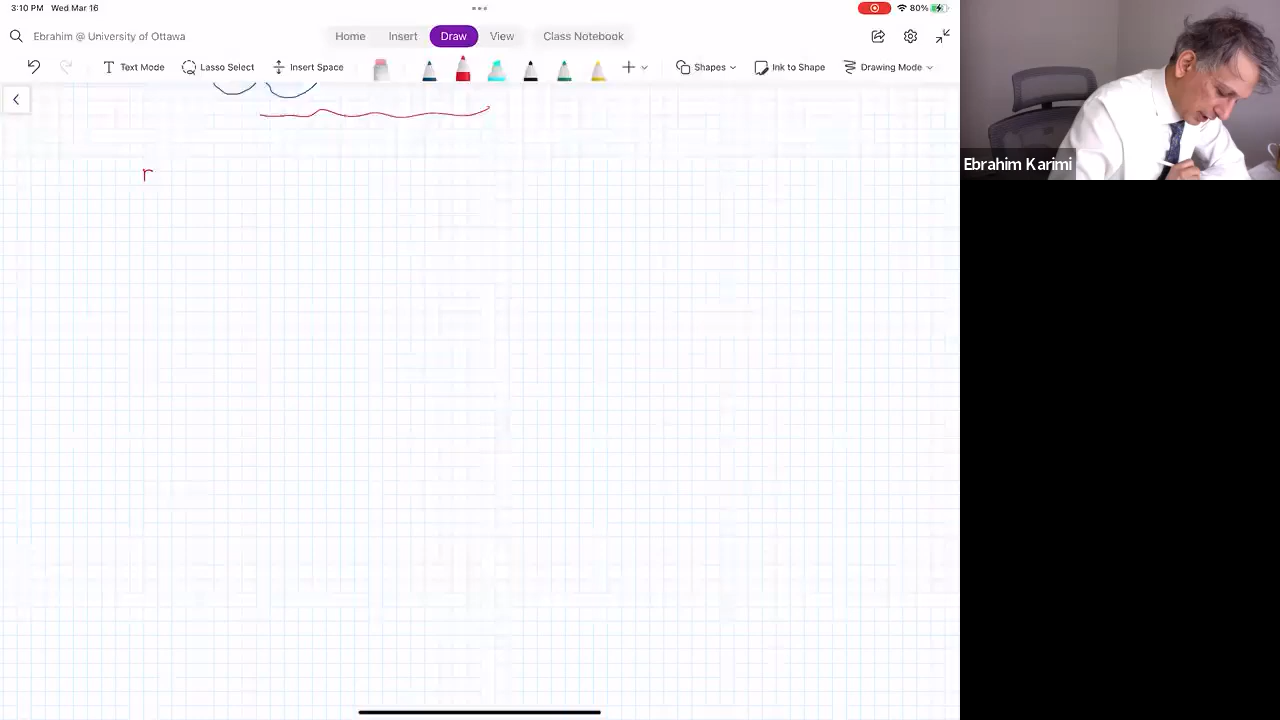 3:10 PM Wed Mar 16
80%
Ebrahim @ University of Ottawa
Home Insert Draw View Class Notebook
Text Mode Lasso Select Insert Space Shapes Ink to Shape Drawing Mode
Ebrahim Karimi
r